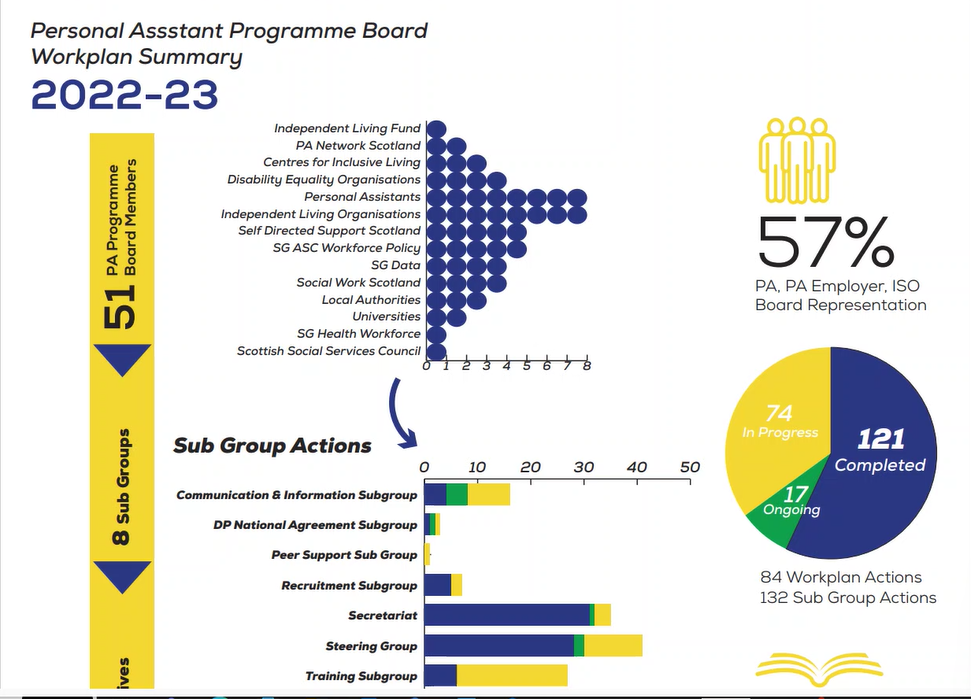 Personal Assstant Programme Board
Workplan Summary
2022-23
51 PA Programme
Board Members
8 Sub Groups
ives
Independent Living Fund
PA Network Scotland
Centres for Inclusive Living
Disability Equality Organisations
Personal Assistants
Independent Living Organisations
Self Directed Support Scotland
SG ASC Workforce Policy
SG Data
Social Work Scotland
Local Authorities
Universities
SG Health Workforce
Scottish Social Services Council
0 1 2 3 4 5 6 7 8
57%
PA, PA Employer, ISO
Board Representation
Sub Group Actions
0 10 20 30 40 50
Communication & Information Subgroup
DP National Agreement Subgroup
Peer Support Sub Group
Recruitment Subgroup
Secretariat
Steering Group
Training Subgroup
74
In Progress
121
Completed
17
Ongoing
84 Workplan Actions
132 Sub Group Actions